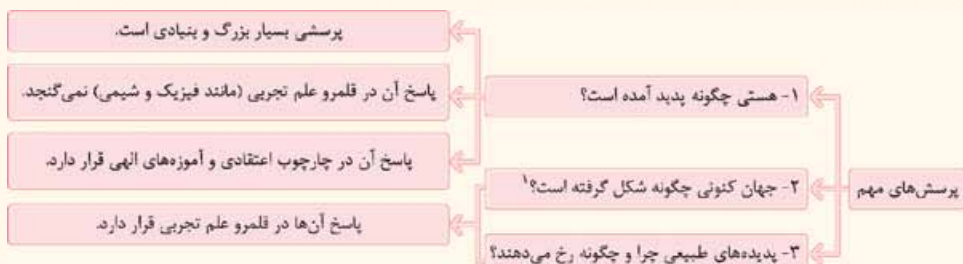 پرسش‌های مهم
۱- هستی چگونه پدید آمده است؟
پرسشی بسیار بزرگ و بنیادی است.
پاسخ آن در قلمرو علم تجربی (مانند فیزیک و شیمی) نمی‌گنجد.
پاسخ آن در چارچوب اعتقادی و آموزه‌های الهی قرار دارد.
۲- جهان کنونی چگونه شکل گرفته است؟۱
۳- پدیده‌های طبیعی چرا و چگونه رخ می‌دهند؟
پاسخ آن‌ها در قلمرو علم تجربی قرار دارد.